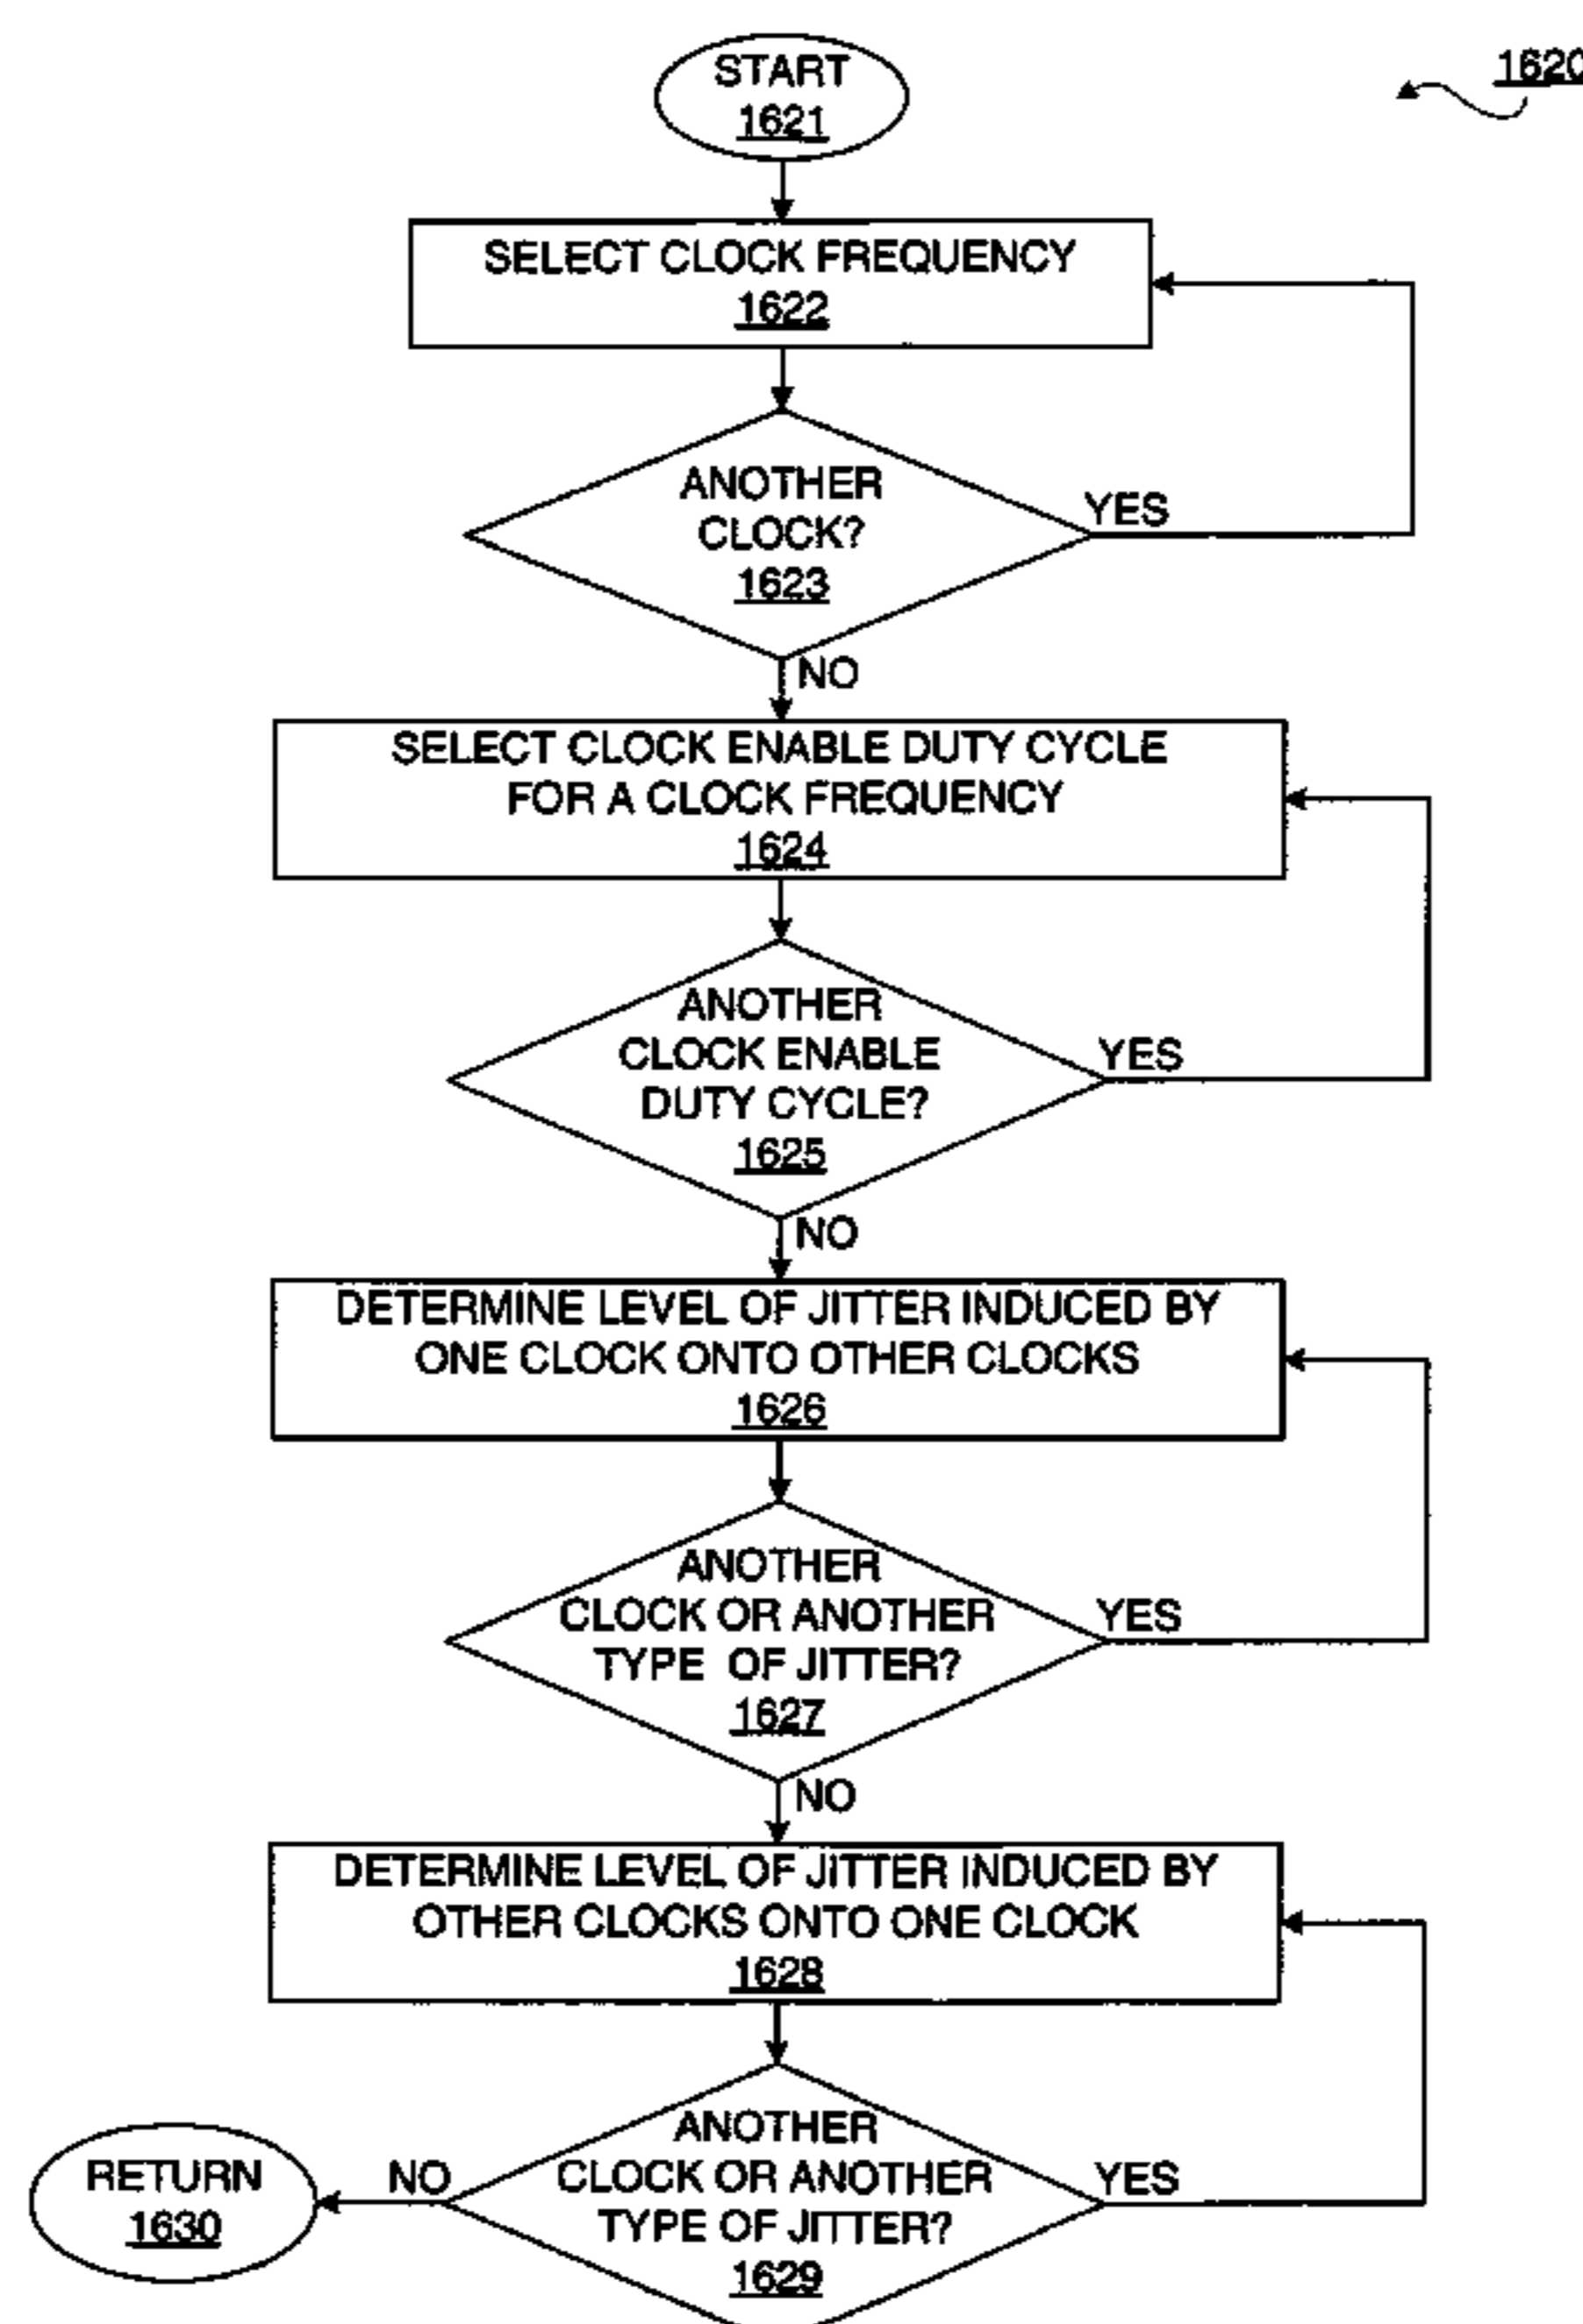 1620
START
1621
SELECT CLOCK FREQUENCY
1622
ANOTHER
CLOCK?
1623
YES
NO
SELECT CLOCK ENABLE DUTY CYCLE
FOR A CLOCK FREQUENCY
1624
ANOTHER
CLOCK ENABLE
DUTY CYCLE?
1625
YES
NO
DETERMINE LEVEL OF JITTER INDUCED BY
ONE CLOCK ONTO OTHER CLOCKS
1626
ANOTHER
CLOCK OR ANOTHER
TYPE OF JITTER?
1627
YES
NO
DETERMINE LEVEL OF JITTER INDUCED BY
OTHER CLOCKS ONTO ONE CLOCK
1628
ANOTHER
CLOCK OR ANOTHER
TYPE OF JITTER?
1629
YES
NO
RETURN
1630